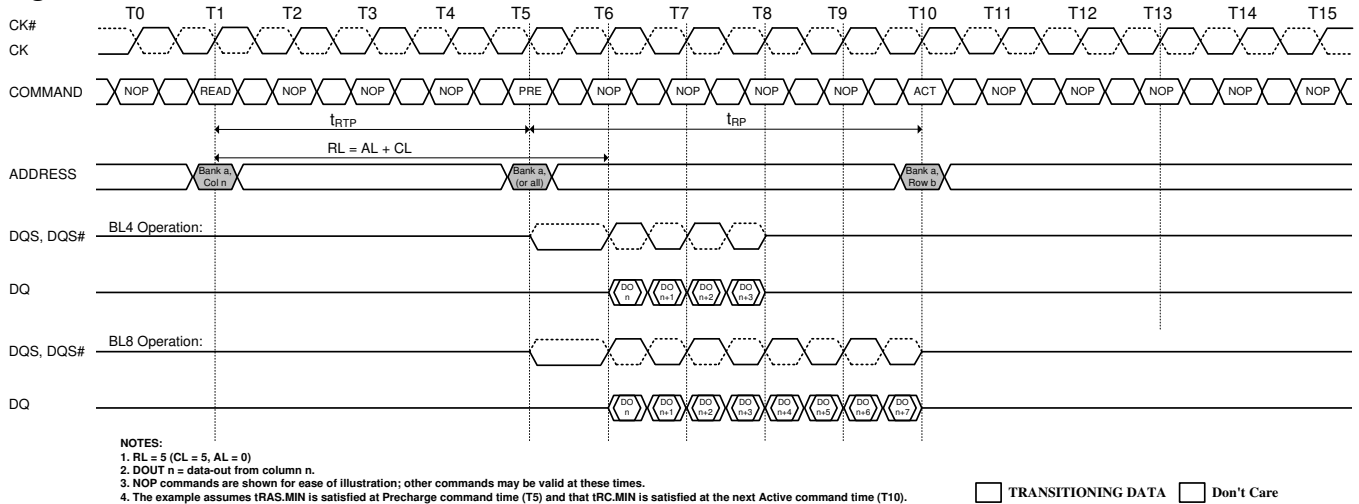 T0 T1 T2 T3 T4 T5 T6 T7 T8 T9 T10 T11 T12 T13 T14 T15
CK#
CK
COMMAND NOP READ NOP NOP NOP PRE NOP NOP NOP NOP ACT NOP NOP NOP NOP NOP
tRTP tRP
RL = AL + CL
ADDRESS
Bank a,
Col n
Bank a,
(or all)
Bank a,
Row b
DQS, DQS# BL4 Operation:
DQ
DO
n
DO
n+1
DO
n+2
DO
n+3
DQS, DQS# BL8 Operation:
DQ
DO
n
DO
n+1
DO
n+2
DO
n+3
DO
n+4
DO
n+5
DO
n+6
DO
n+7
NOTES:
1. RL = 5 (CL = 5, AL = 0)
2. DOUT n = data-out from column n.
3. NOP commands are shown for ease of illustration; other commands may be valid at these times.
4. The example assumes tRAS.MIN is satisfied at Precharge command time (T5) and that tRC.MIN is satisfied at the next Active command time (T10).
TRANSITIONING DATA Don't Care